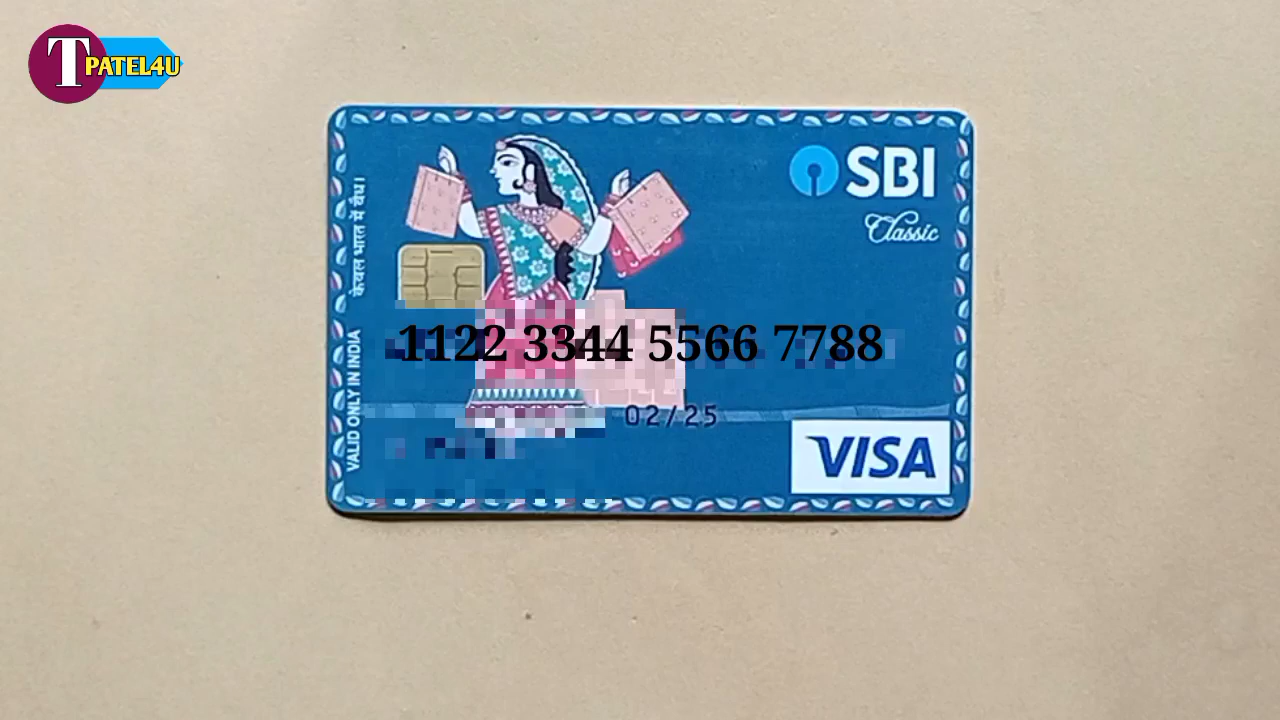 T PATEL4U
SBI
Classic
केवल भारत में वैध।
VALID ONLY IN INDIA
1122 3344 5566 7788
02/25
VISA